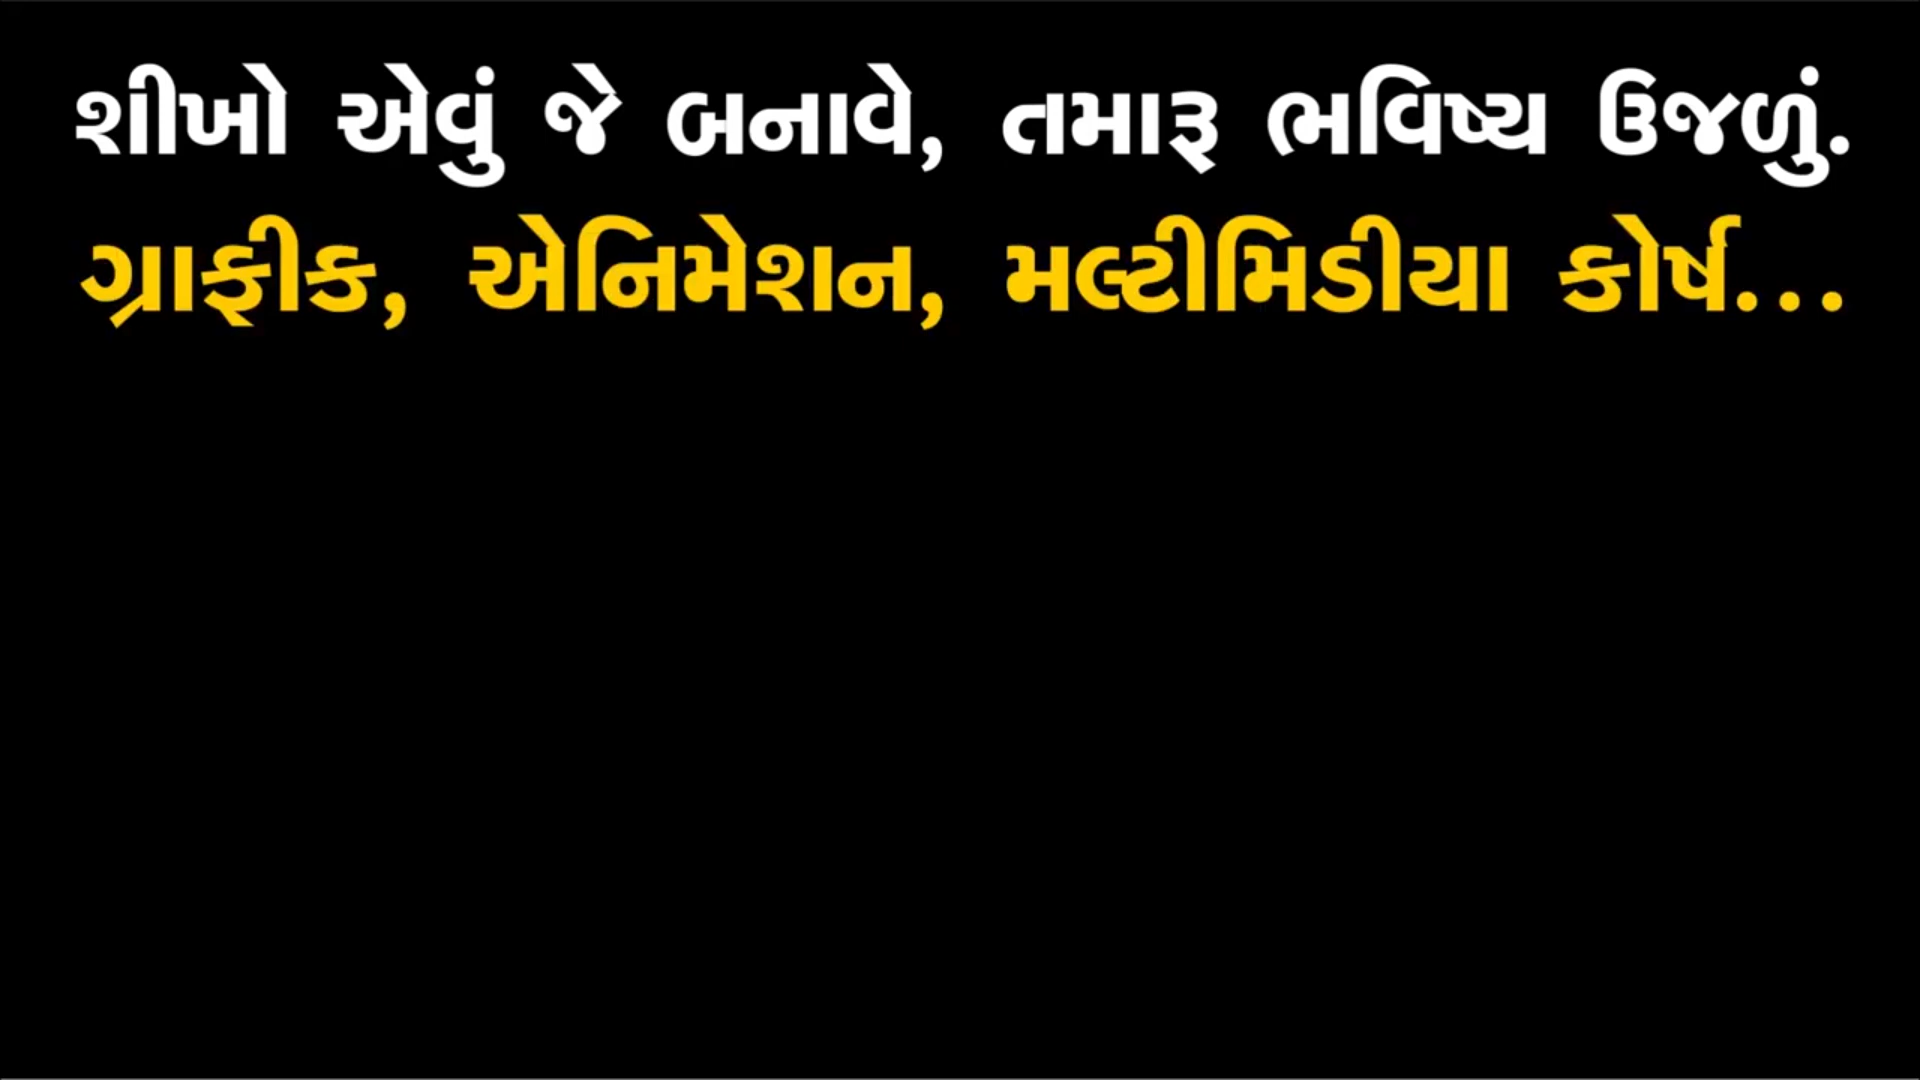 શીખો એવું જે બનાવે, તમારૂ ભવિષ્ય ઉજળું.
ગ્રાફીક, એનિમેશન, મલ્ટીમિડીયા કોર્ષ...